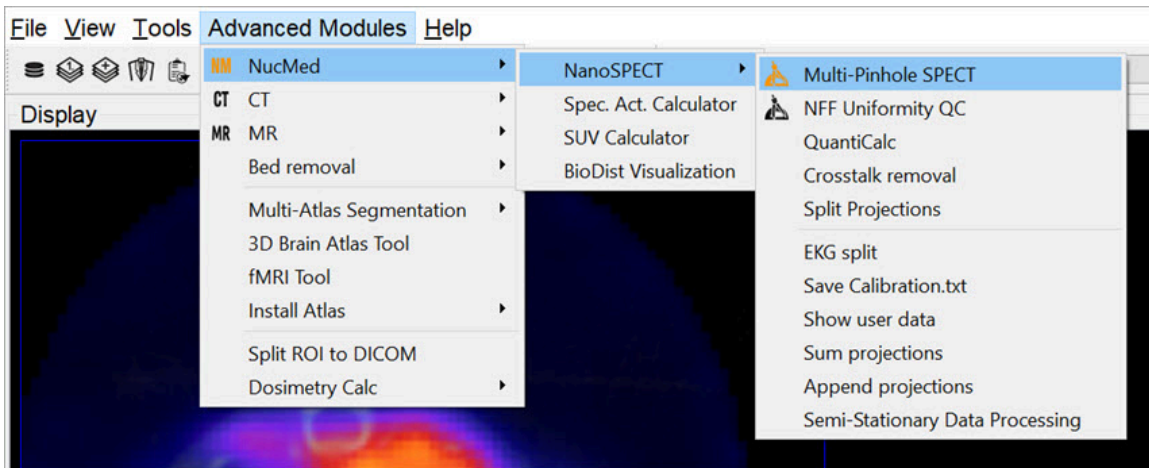 File View Tools Advanced Modules Help
Display
NM NucMed
CT CT
MR MR
Bed removal
Multi-Atlas Segmentation
3D Brain Atlas Tool
fMRI Tool
Install Atlas
Split ROI to DICOM
Dosimetry Calc
NanoSPECT
Spec. Act. Calculator
SUV Calculator
BioDist Visualization
Multi-Pinhole SPECT
NFF Uniformity QC
QuantiCalc
Crosstalk removal
Split Projections
EKG split
Save Calibration.txt
Show user data
Sum projections
Append projections
Semi-Stationary Data Processing